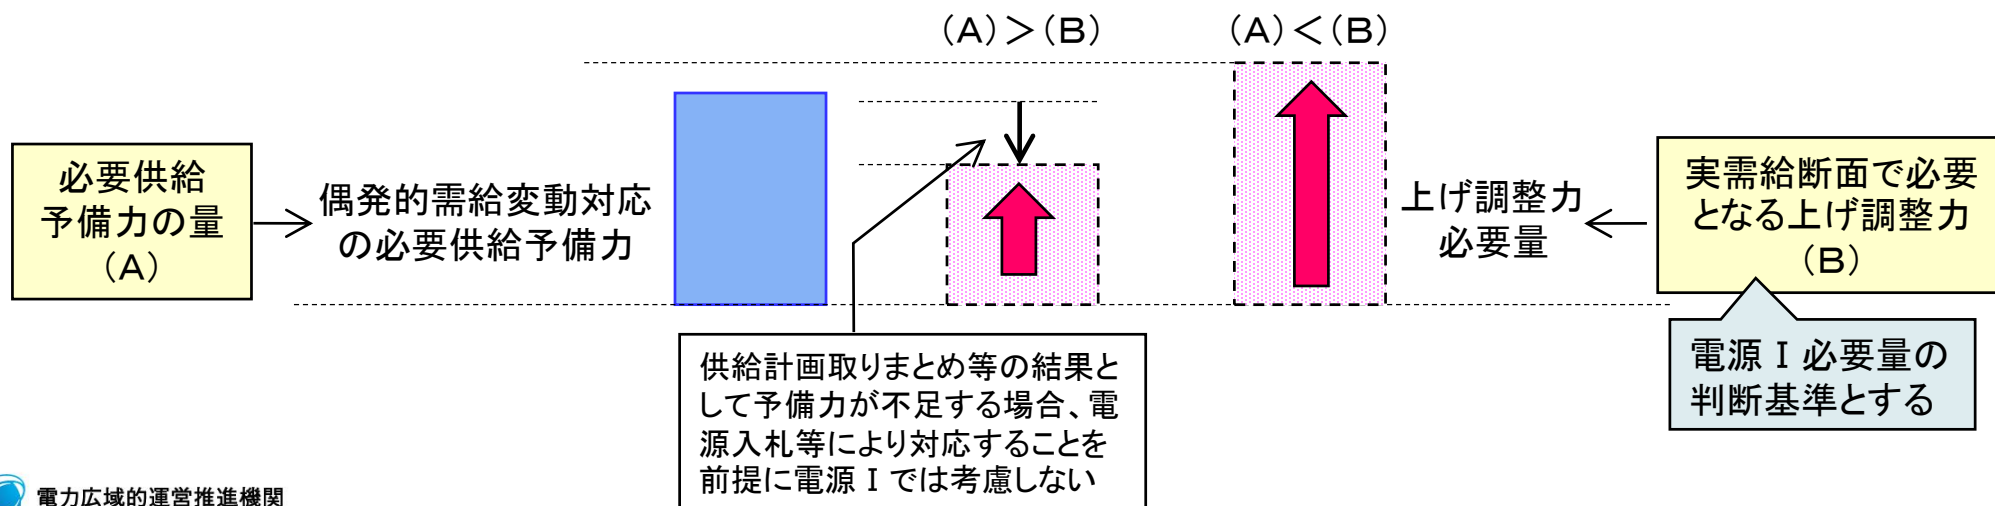 (A)＞(B)
(A)＜(B)
必要供給
予備力の量
(A)
偶発的需給変動対応
の必要供給予備力
上げ調整力
必要量
実需給断面で必要
となる上げ調整力
(B)
供給計画取りまとめ等の結果と
して予備力が不足する場合、電
源入札等により対応することを
前提に電源Ⅰでは考慮しない
電源Ⅰ必要量の
判断基準とする
電力広域的運営推進機関